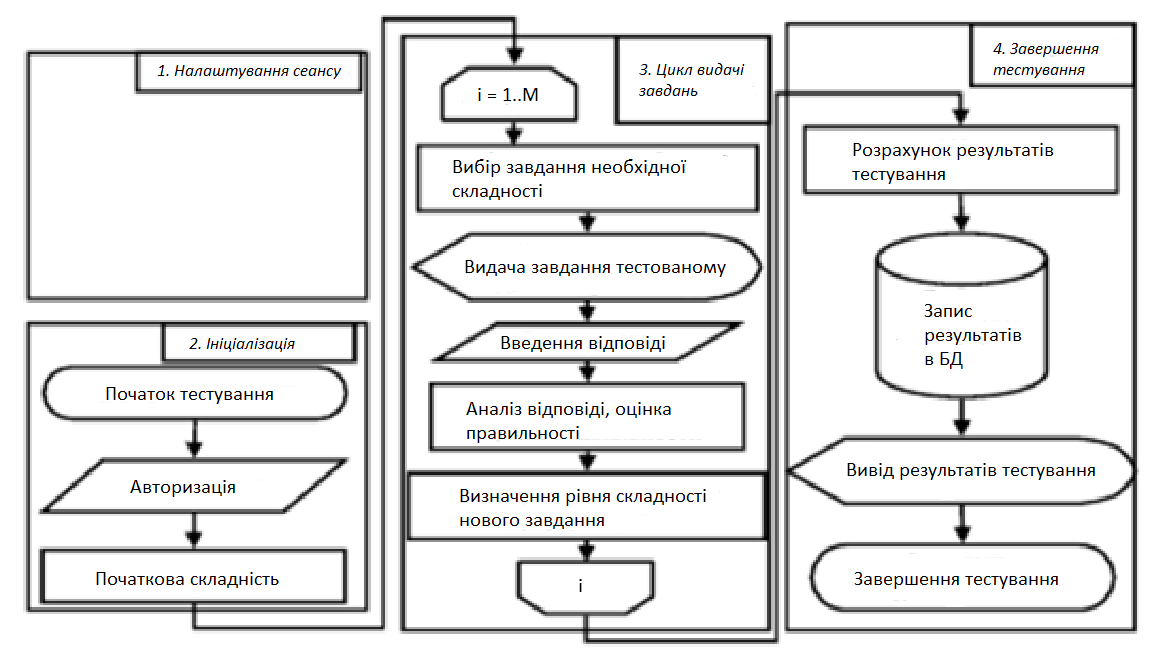 1. Налаштування сеансу
2. Ініціалізація
Початок тестування
Авторизація
Початкова складність
3. Цикл видачі
завдань
i = 1..M
Вибір завдання необхідної
складності
Видача завдання тестованому
Введення відповіді
Аналіз відповіді, оцінка
правильності
Визначення рівня складності
нового завдання
i
4. Завершення
тестування
Розрахунок результатів
тестування
Запис
результатів
в БД
Вивід результатів тестування
Завершення тестування